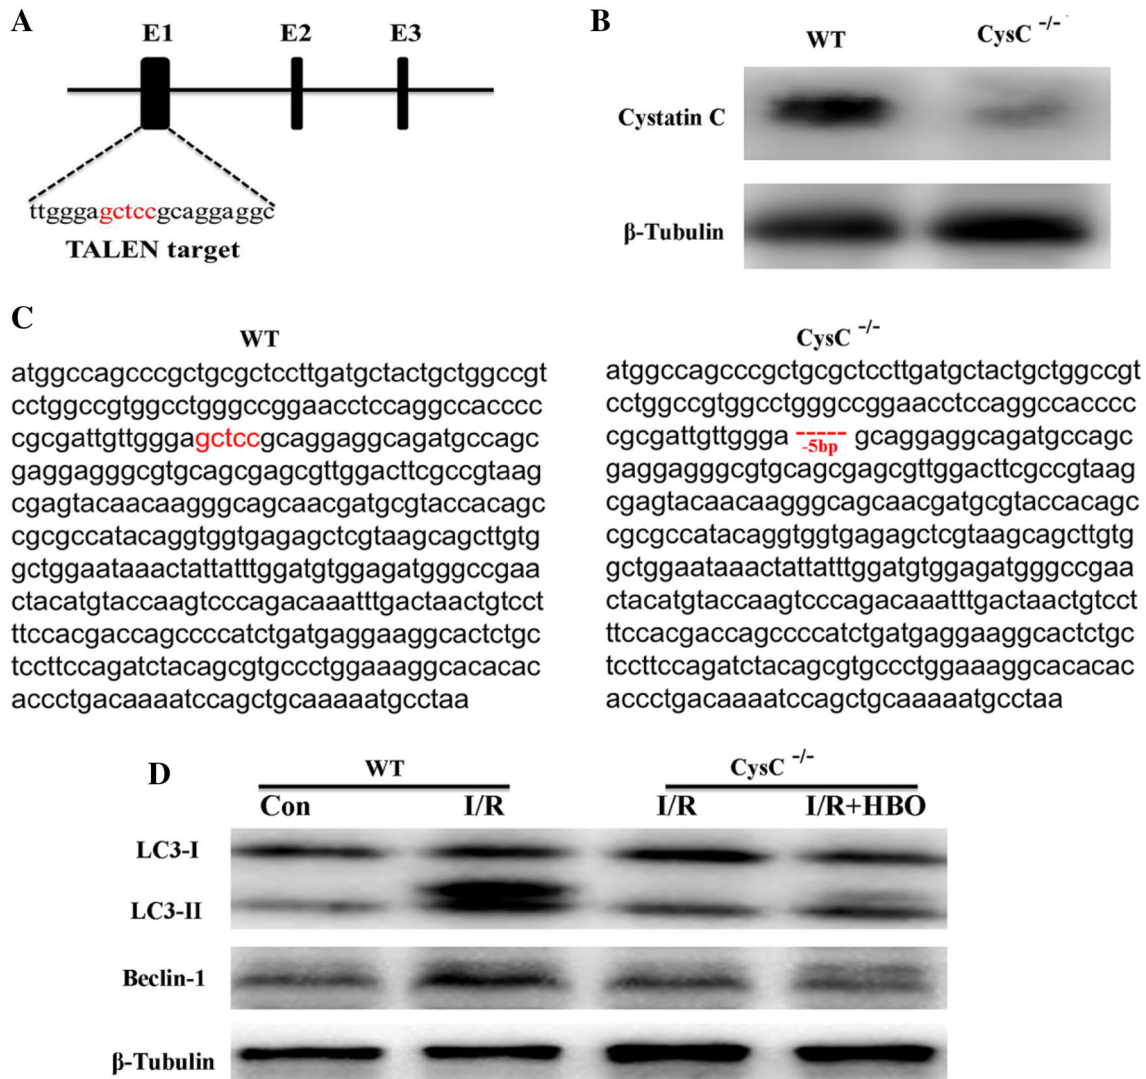 A
E1 E2 E3
ttgggagctccgcaggaggc
TALEN target
B
WT CysC -/-
Cystatin C
β-Tubulin
C
WT
atggccagcccgctgcgctccttgatgctactgctggccgt
cctggccgtggcctgggccggaacctccaggccacccc
cgcgattgttgggagctccgcaggaggcagatgccagc
gaggagggcgtgcagcgagcgttggacttcgccgtaag
cgagtacaacaagggcagcaacgatgcgtaccacagc
cgcgccatacaggtggtgagagctcgtaagcagcttgtg
gctggaataaactattatttggatgtggagatgggccgaa
ctacatgtaccaagtcccagacaaatttgactaactgtcct
ttccacgaccagccccatctgatgaggaaggcactctgc
tccttccagatctacagcgtgccctggaaaggcacacac
accctgacaaaatccagctgcaaaaatgcctaa
CysC -/-
atggccagcccgctgcgctccttgatgctactgctggccgt
cctggccgtggcctgggccggaacctccaggccacccc
cgcgattgttggga ----- gcaggaggcagatgccagc
-5bp
gaggagggcgtgcagcgagcgttggacttcgccgtaag
cgagtacaacaagggcagcaacgatgcgtaccacagc
cgcgccatacaggtggtgagagctcgtaagcagcttgtg
gctggaataaactattatttggatgtggagatgggccgaa
ctacatgtaccaagtcccagacaaatttgactaactgtcct
ttccacgaccagccccatctgatgaggaaggcactctgc
tccttccagatctacagcgtgccctggaaaggcacacac
accctgacaaaatccagctgcaaaaatgcctaa
D
WT CysC -/-
Con I/R I/R I/R+HBO
LC3-I
LC3-II
Beclin-1
β-Tubulin